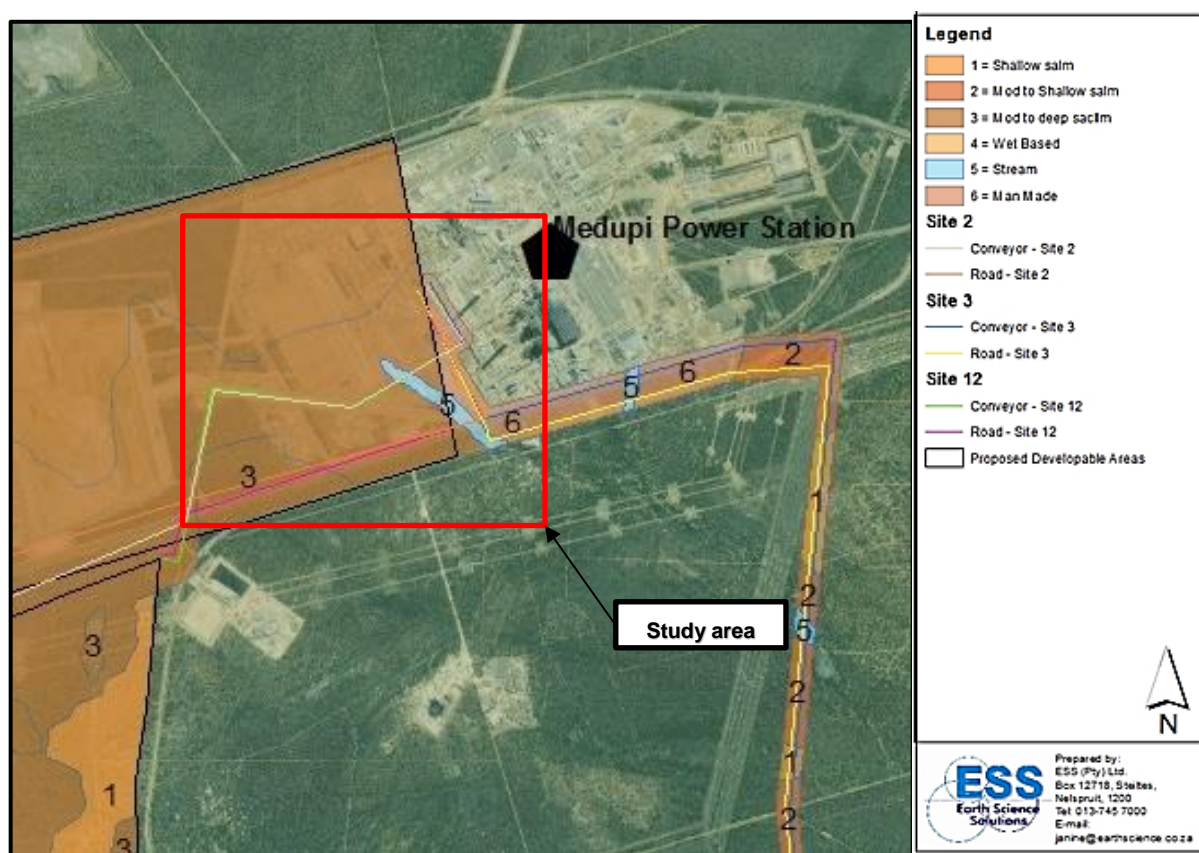 Medupi Power Station
5
2
6
5
6
3
1
Study area
2
5
3
2
1
1
2
3
Legend
1 = Shallow salm
2 = Mod to Shallow salm
3 = Mod to deep saclm
4 = Wet Based
5 = Stream
6 = Man Made
Site 2
Conveyor - Site 2
Road - Site 2
Site 3
Conveyor - Site 3
Road - Site 3
Site 12
Conveyor - Site 12
Road - Site 12
Proposed Developable Areas
N
ESS
Earth Science
Solutions
Prepared by:
ESS (Pty) Ltd.
Box 12718, Steiltes,
Nelspruit, 1200
Tel: 013-745 7000
E-mail:
janine@earthscience.co.za